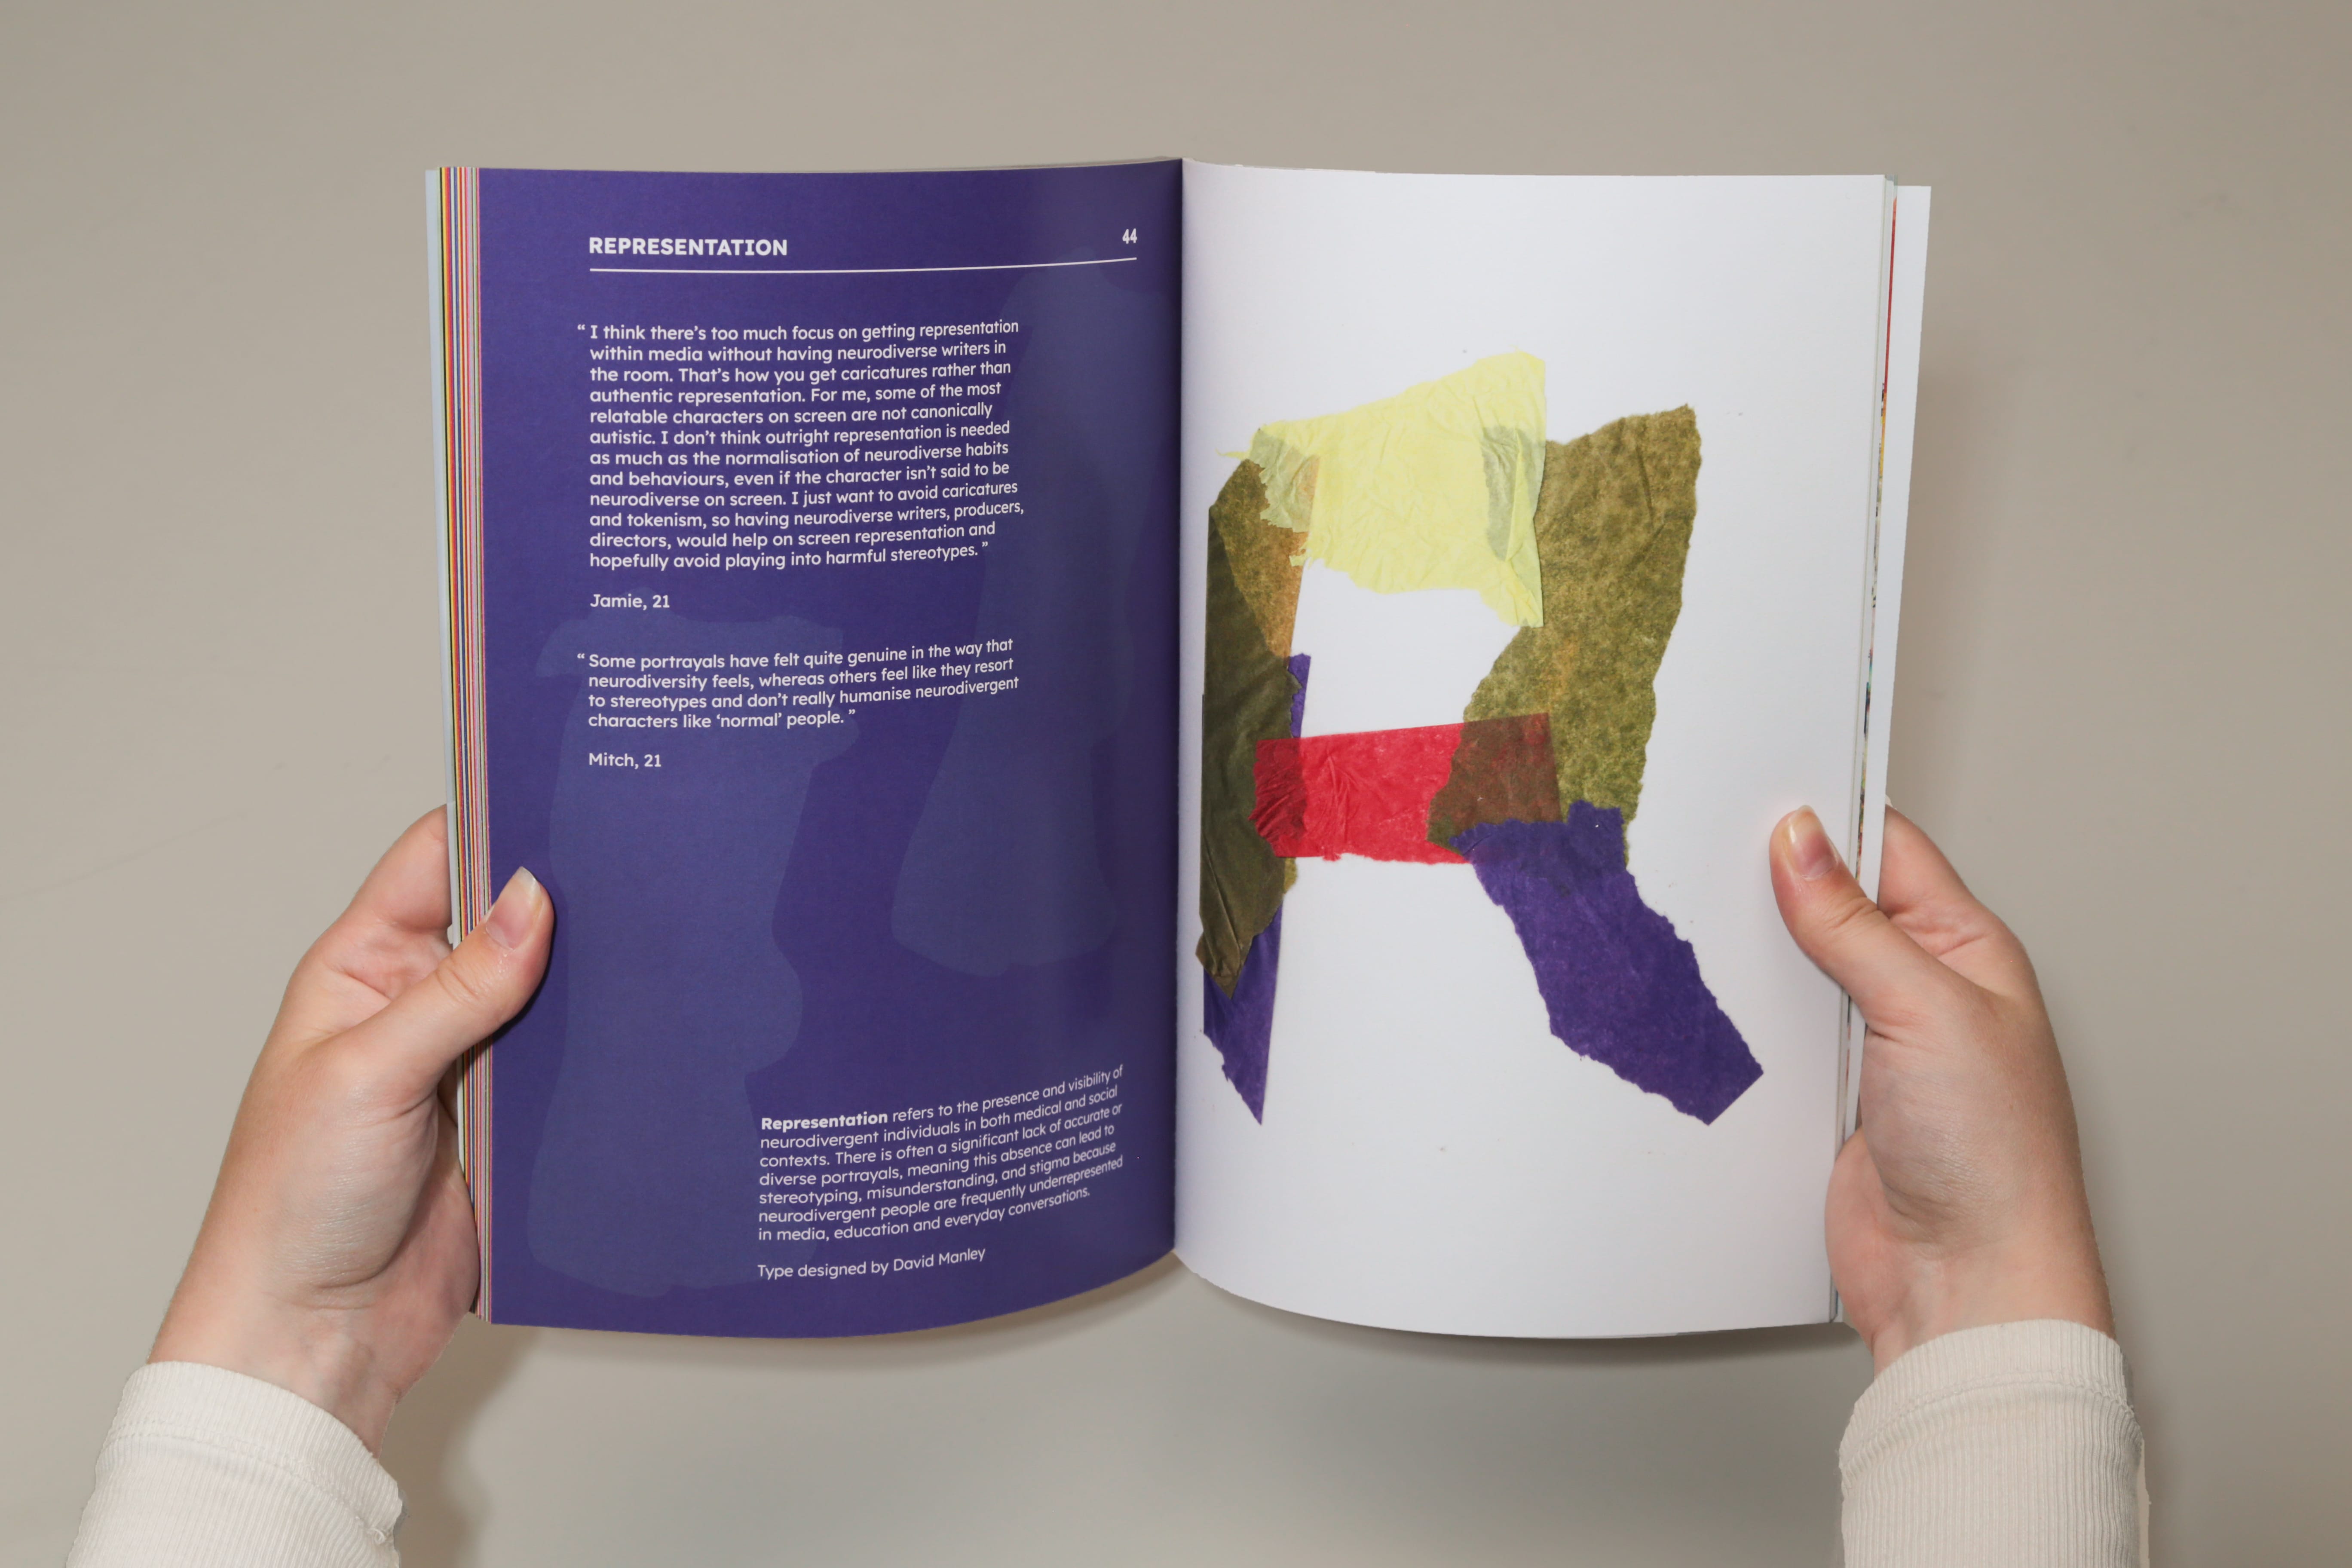 REPRESENTATION
44
“ I think there’s too much focus on getting representation
within media without having neurodiverse writers in
the room. That’s how you get caricatures rather than
authentic representation. For me, some of the most
relatable characters on screen are not canonically
autistic. I don’t think outright representation is needed
as much as the normalisation of neurodiverse habits
and behaviours, even if the character isn’t said to be
neurodiverse on screen. I just want to avoid caricatures
and tokenism, so having neurodiverse writers, producers,
directors, would help on screen representation and
hopefully avoid playing into harmful stereotypes. ”
Jamie, 21
“ Some portrayals have felt quite genuine in the way that
neurodiversity feels, whereas others feel like they resort
to stereotypes and don’t really humanise neurodivergent
characters like ‘normal’ people. ”
Mitch, 21
Representation refers to the presence and visibility of
neurodivergent individuals in both medical and social
contexts. There is often a significant lack of accurate or
diverse portrayals, meaning this absence can lead to
stereotyping, misunderstanding, and stigma because
neurodivergent people are frequently underrepresented
in media, education and everyday conversations.
Type designed by David Manley
R